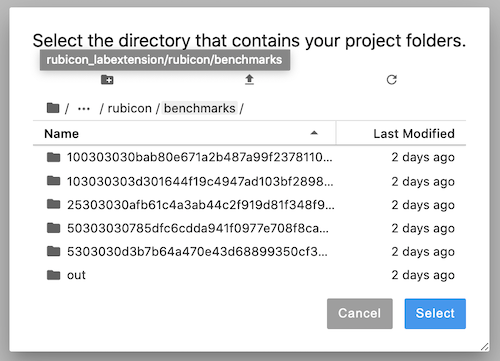 Select the directory that contains your project folders.
rubicon_labextension/rubicon/benchmarks
/ ··· / rubicon / benchmarks /
Name Last Modified
100303030bab80e671a2b487a99f2378110... 2 days ago
103030303d301644f19c4947ad103bf2898... 2 days ago
25303030afb61c4a3ab44c2f919d81f348f9... 2 days ago
50303030785dfc6cdda941f0977e708f8ca... 2 days ago
5303030d3b7b64a470e43d68899350cf3... 2 days ago
out 2 days ago
Cancel Select